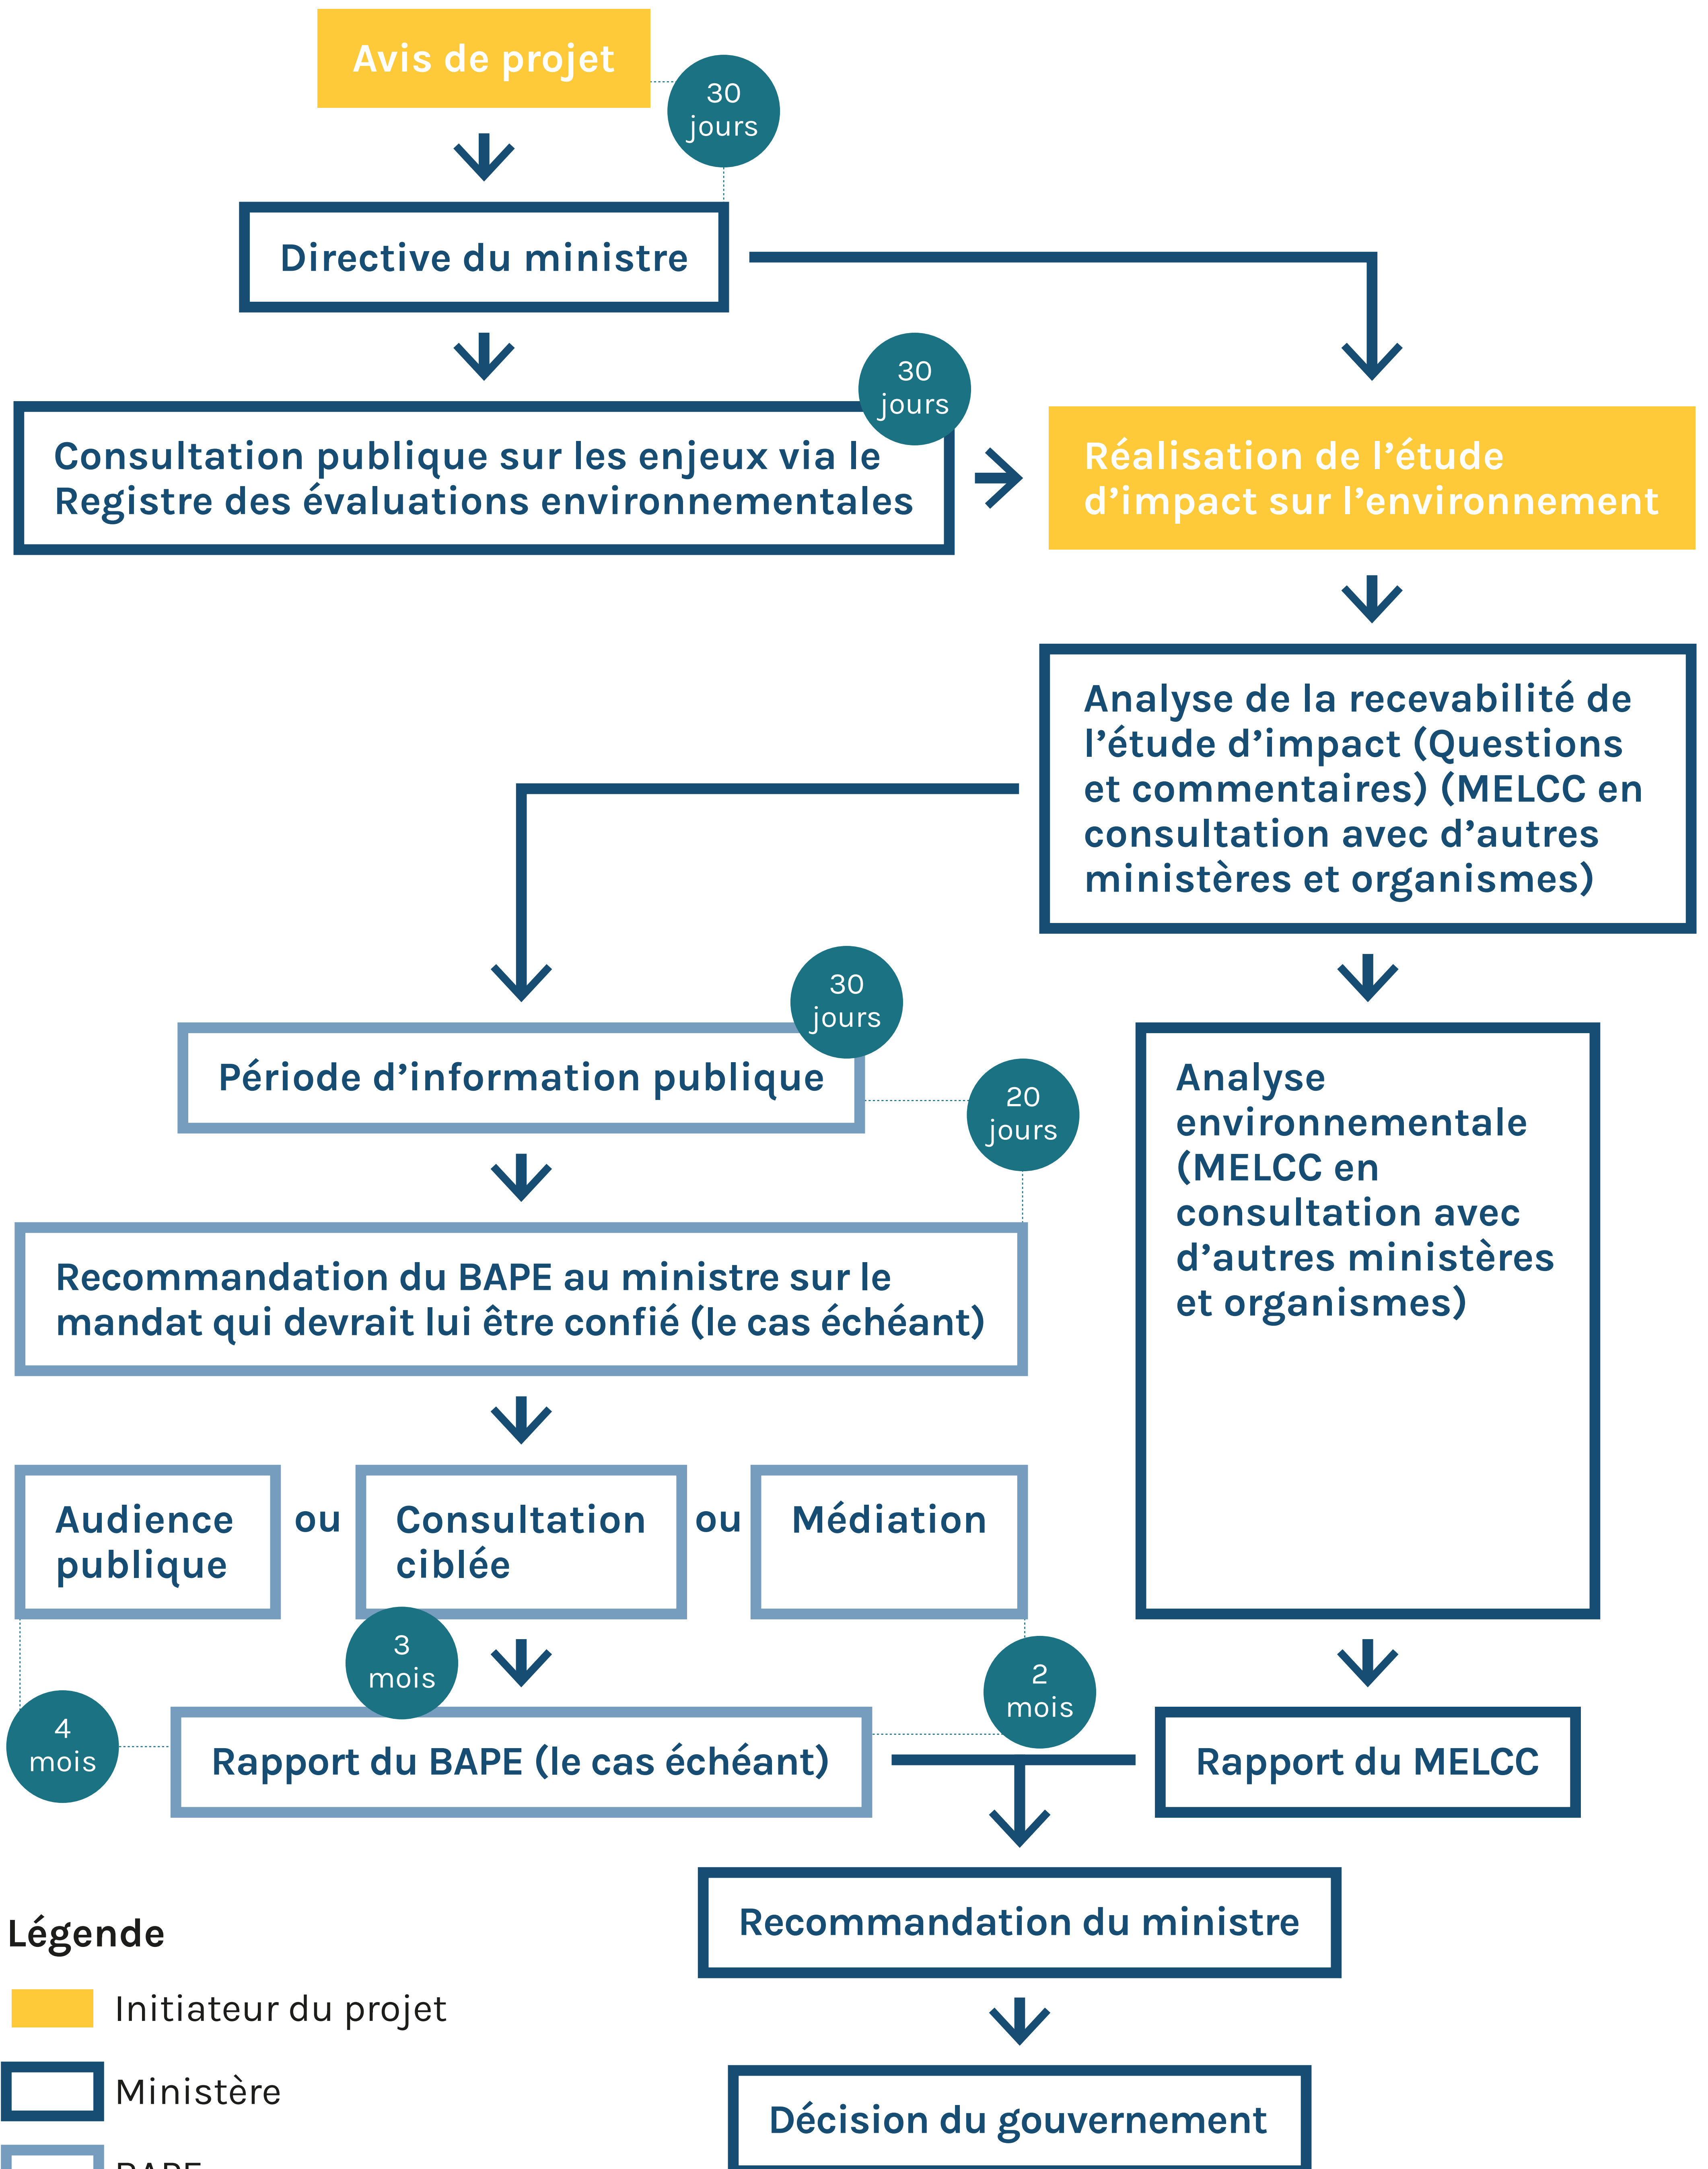 Avis de projet
30
jours
Directive du ministre
30
jours
Consultation publique sur les enjeux via le
Registre des évaluations environnementales
Réalisation de l’étude
d’impact sur l’environnement
Analyse de la recevabilité de
l’étude d’impact (Questions
et commentaires) (MELCC en
consultation avec d’autres
ministères et organismes)
30
jours
Période d’information publique
20
jours
Analyse
environnementale
(MELCC en
consultation avec
d’autres ministères
et organismes)
Recommandation du BAPE au ministre sur le
mandat qui devrait lui être confié (le cas échéant)
Audience
publique
ou
Consultation
ciblée
ou
Médiation
3
mois
2
mois
4
mois
Rapport du BAPE (le cas échéant)
Rapport du MELCC
Recommandation du ministre
Décision du gouvernement
Légende
Initiateur du projet
Ministère
BAPE